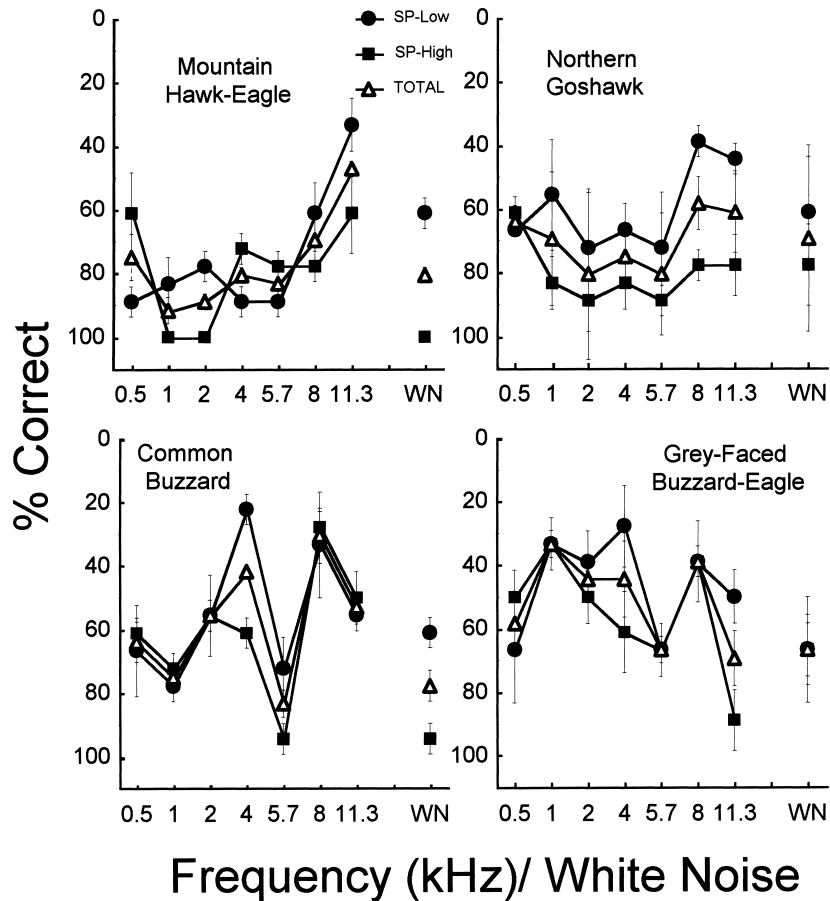 SP-Low
SP-High
TOTAL
Mountain
Hawk-Eagle
0
20
40
60
80
100
0.5 1 2 4 5.7 8 11.3 WN
Northern
Goshawk
0
20
40
60
80
100
0.5 1 2 4 5.7 8 11.3 WN
% Correct
Common
Buzzard
0
20
40
60
80
100
0.5 1 2 4 5.7 8 11.3 WN
Grey-Faced
Buzzard-Eagle
0
20
40
60
80
100
0.5 1 2 4 5.7 8 11.3 WN
Frequency (kHz)/ White Noise